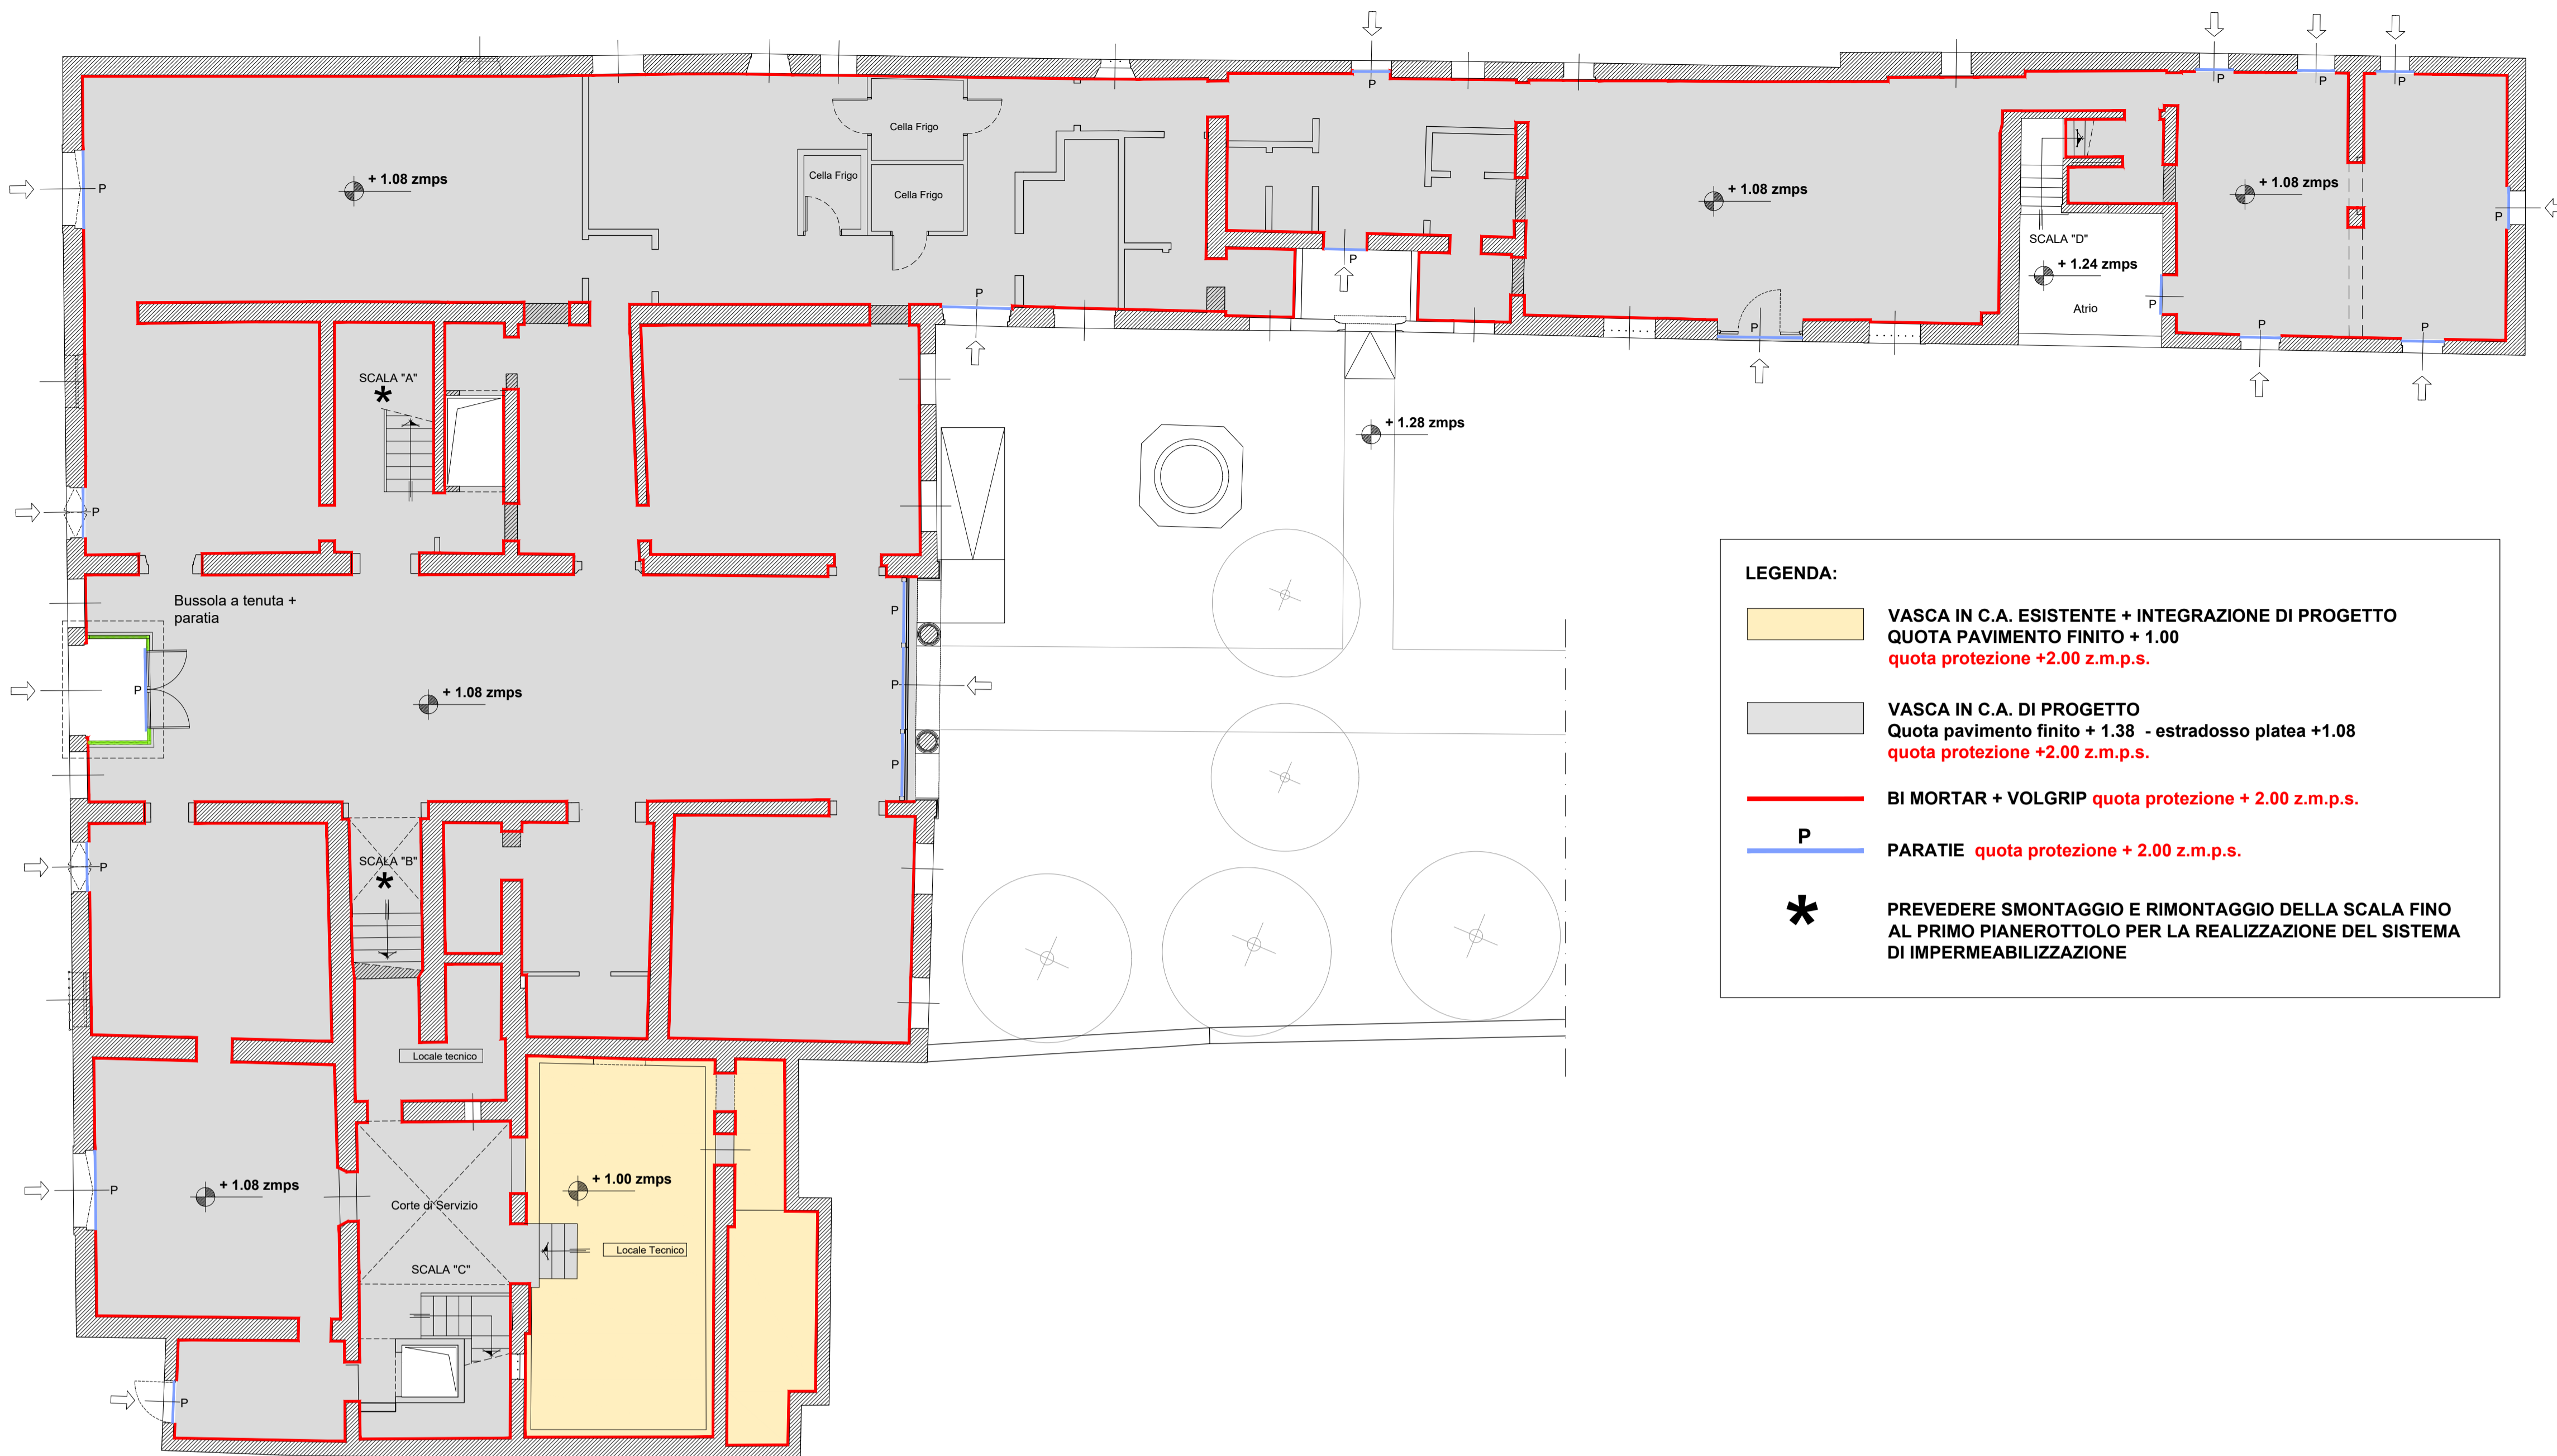 P
P
P
P
Cella Frigo
Cella Frigo
Cella Frigo
+ 1.08 zmps
P
+ 1.08 zmps
+ 1.08 zmps
P
SCALA "D"
P
+ 1.24 zmps
P
Atrio
P
P
P
P
SCALA "A"
*
+ 1.28 zmps
P
Bussola a tenuta +
paratia
P
P
P
+ 1.08 zmps
P
SCALA "B"
*
P
Locale tecnico
+ 1.08 zmps
P
+ 1.00 zmps
Corte di Servizio
Locale Tecnico
SCALA "C"
P
LEGENDA:
VASCA IN C.A. ESISTENTE + INTEGRAZIONE DI PROGETTO
QUOTA PAVIMENTO FINITO + 1.00
quota protezione +2.00 z.m.p.s.
VASCA IN C.A. DI PROGETTO
Quota pavimento finito + 1.38 - estradosso platea +1.08
quota protezione +2.00 z.m.p.s.
BI MORTAR + VOLGRIP quota protezione + 2.00 z.m.p.s.
P
PARATIE quota protezione + 2.00 z.m.p.s.
*
PREVEDERE SMONTAGGIO E RIMONTAGGIO DELLA SCALA FINO
AL PRIMO PIANEROTTOLO PER LA REALIZZAZIONE DEL SISTEMA
DI IMPERMEABILIZZAZIONE